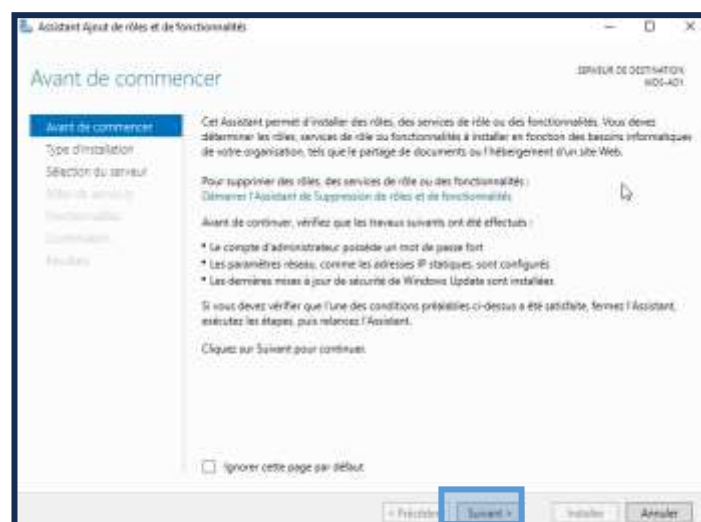 Assistant Ajout de rôles et de fonctionnalités
Avant de commencer
SERVEUR DE DESTINATION
WDS-AD1
Avant de commencer
Type d'installation
Sélection du serveur
Rôles de serveurs
Fonctionnalités
Confirmation
Résultats
Cet Assistant permet d'installer des rôles, des services de rôle ou des fonctionnalités. Vous devez
déterminer les rôles, services de rôle ou fonctionnalités à installer en fonction des besoins informatiques
de votre organisation, tels que le partage de documents ou l'hébergement d'un site Web.
Pour supprimer des rôles, des services de rôle ou des fonctionnalités :
Démarrer l'Assistant de Suppression de rôles et de fonctionnalités
Avant de continuer, vérifiez que les travaux suivants ont été effectués :
• Le compte d'administrateur possède un mot de passe fort
• Les paramètres réseau, comme les adresses IP statiques, sont configurés
• Les dernières mises à jour de sécurité de Windows Update sont installées
Si vous devez vérifier que l'une des conditions préalables ci-dessus a été satisfaite, fermez l'Assistant,
exécutez les étapes, puis relancez l'Assistant.
Cliquez sur Suivant pour continuer.
Ignorer cette page par défaut
< Précédent Suivant > Installer Annuler